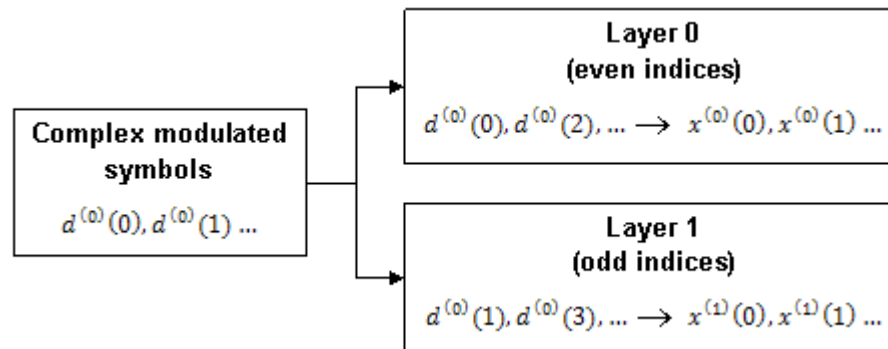 Complex modulated
symbols
d⁽⁰⁾(0), d⁽⁰⁾(1) ...
Layer 0
(even indices)
d⁽⁰⁾(0), d⁽⁰⁾(2), ... → x⁽⁰⁾(0), x⁽⁰⁾(1) ...
Layer 1
(odd indices)
d⁽⁰⁾(1), d⁽⁰⁾(3), ... → x⁽¹⁾(0), x⁽¹⁾(1) ...